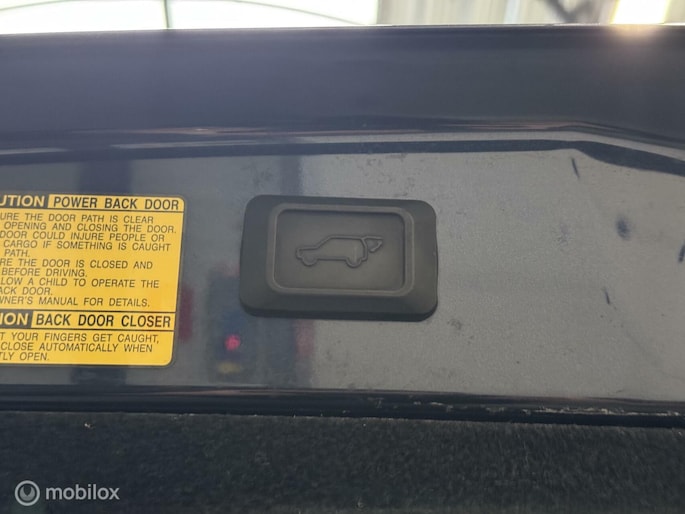 AUTION POWER BACK DOOR
URE THE DOOR PATH IS CLEAR
OPENING AND CLOSING THE DOOR.
DOOR COULD INJURE PEOPLE OR
CARGO IF SOMETHING IS CAUGHT
PATH.
RE THE DOOR IS CLOSED AND
BEFORE DRIVING.
LOW A CHILD TO OPERATE THE
ACK DOOR.
WNER'S MANUAL FOR DETAILS.
ION BACK DOOR CLOSER
T YOUR FINGERS GET CAUGHT,
CLOSE AUTOMATICALLY WHEN
TLY OPEN.
mobilox